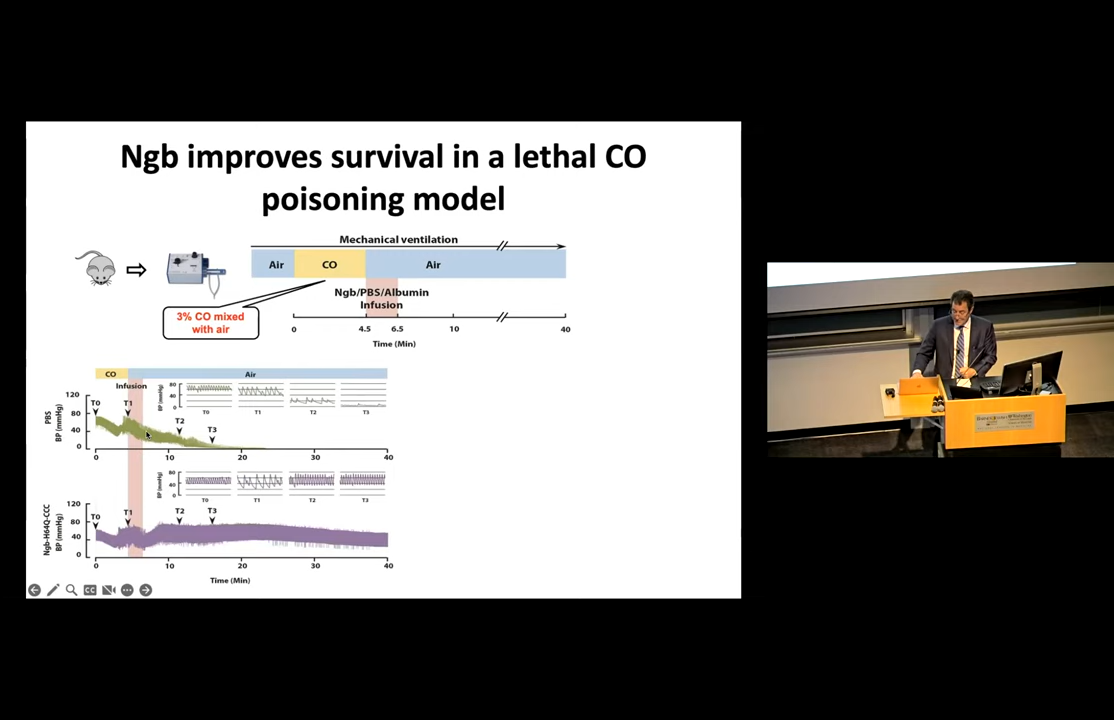 Ngb improves survival in a lethal CO
poisoning model
Mechanical ventilation
Air
CO
Air
Ngb/PBS/Albumin
Infusion
3% CO mixed
with air
0
4.5
6.5
10
40
Time (Min)
CO
Air
Infusion
PBS
BP (mmHg)
120
80
40
0
T0
T1
T2
T3
BP (mmHg)
80
40
0
T0
T1
T2
T3
0
10
20
30
40
Ngb-H64Q-CCC
BP (mmHg)
120
80
40
0
T0
T1
T2
T3
BP (mmHg)
80
40
0
T0
T1
T2
T3
0
10
20
30
40
Time (Min)
CC